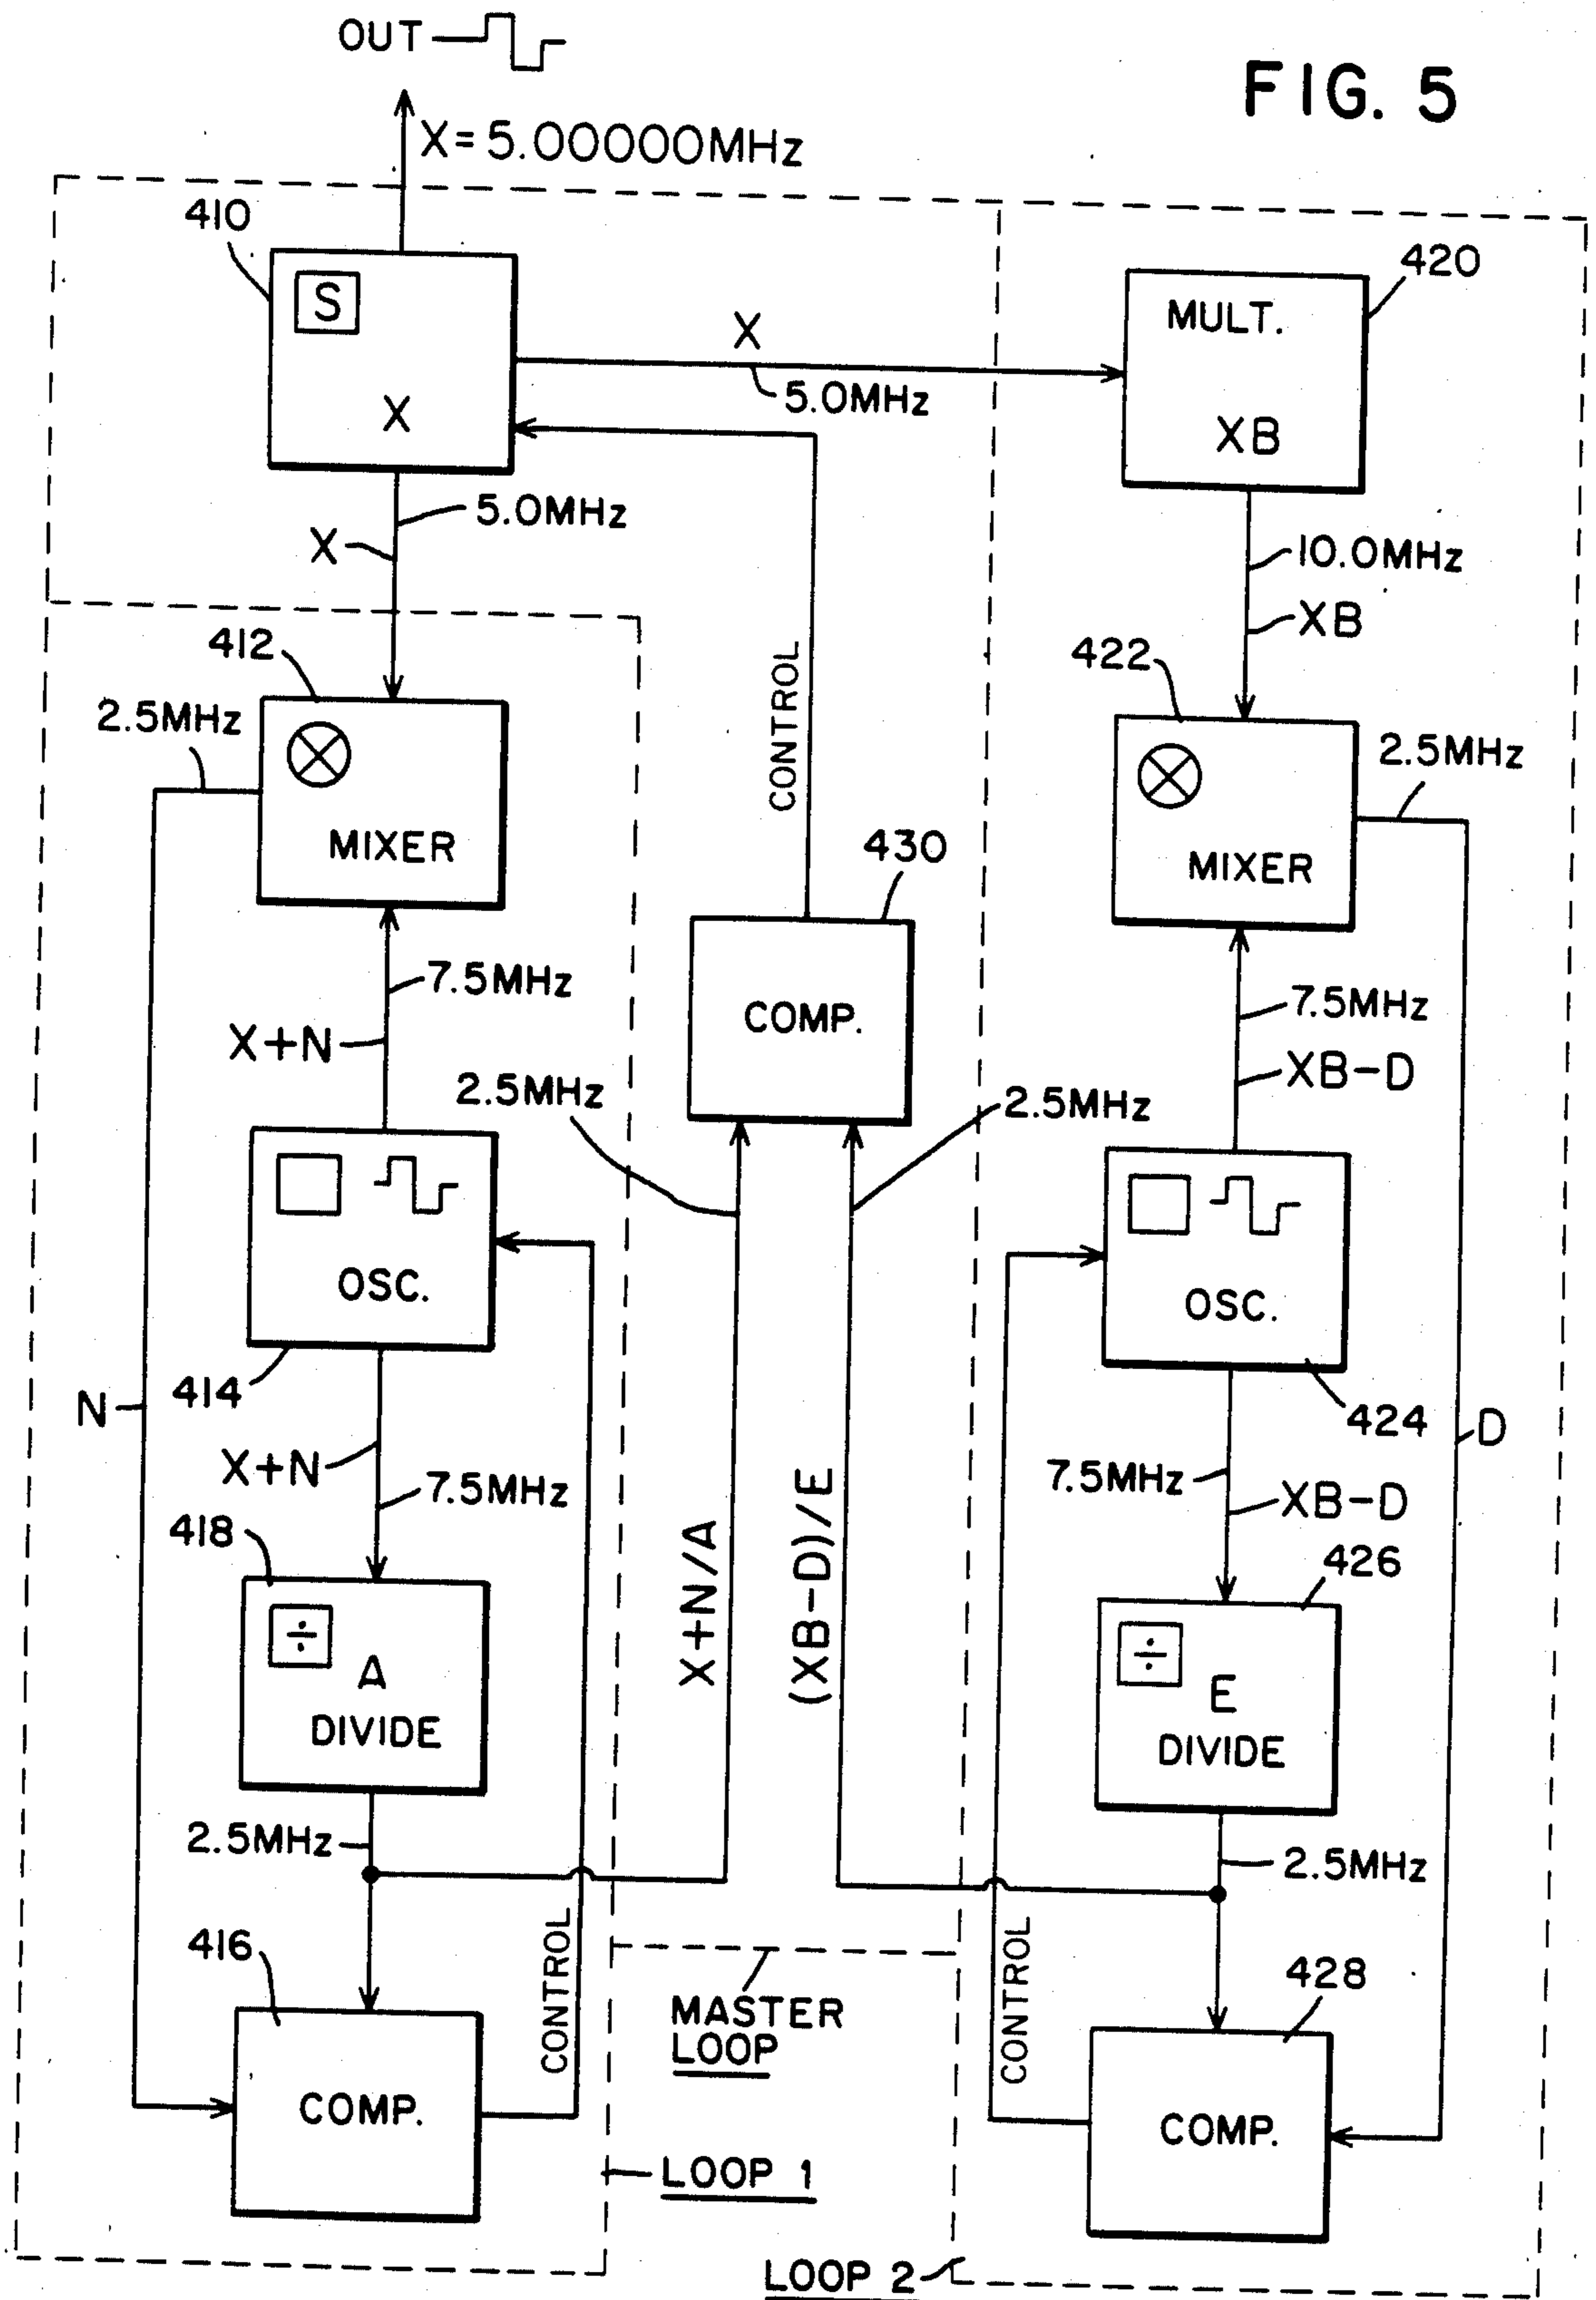 OUT
FIG. 5
X=5.00000MHz
410
S
X
X
5.0MHz
420
MULT.
XB
5.0MHz
X
10.0MHz
XB
412
2.5MHz
MIXER
CONTROL
422
2.5MHz
MIXER
430
COMP.
7.5MHz
X+N
7.5MHz
XB-D
2.5MHz
2.5MHz
OSC.
414
OSC.
424
N
D
X+N
7.5MHz
7.5MHz
XB-D
418
÷
A
DIVIDE
X+N/A
(XB-D)/E
426
÷
E
DIVIDE
2.5MHz
2.5MHz
416
COMP.
CONTROL
MASTER
LOOP
CONTROL
428
COMP.
LOOP 1
LOOP 2